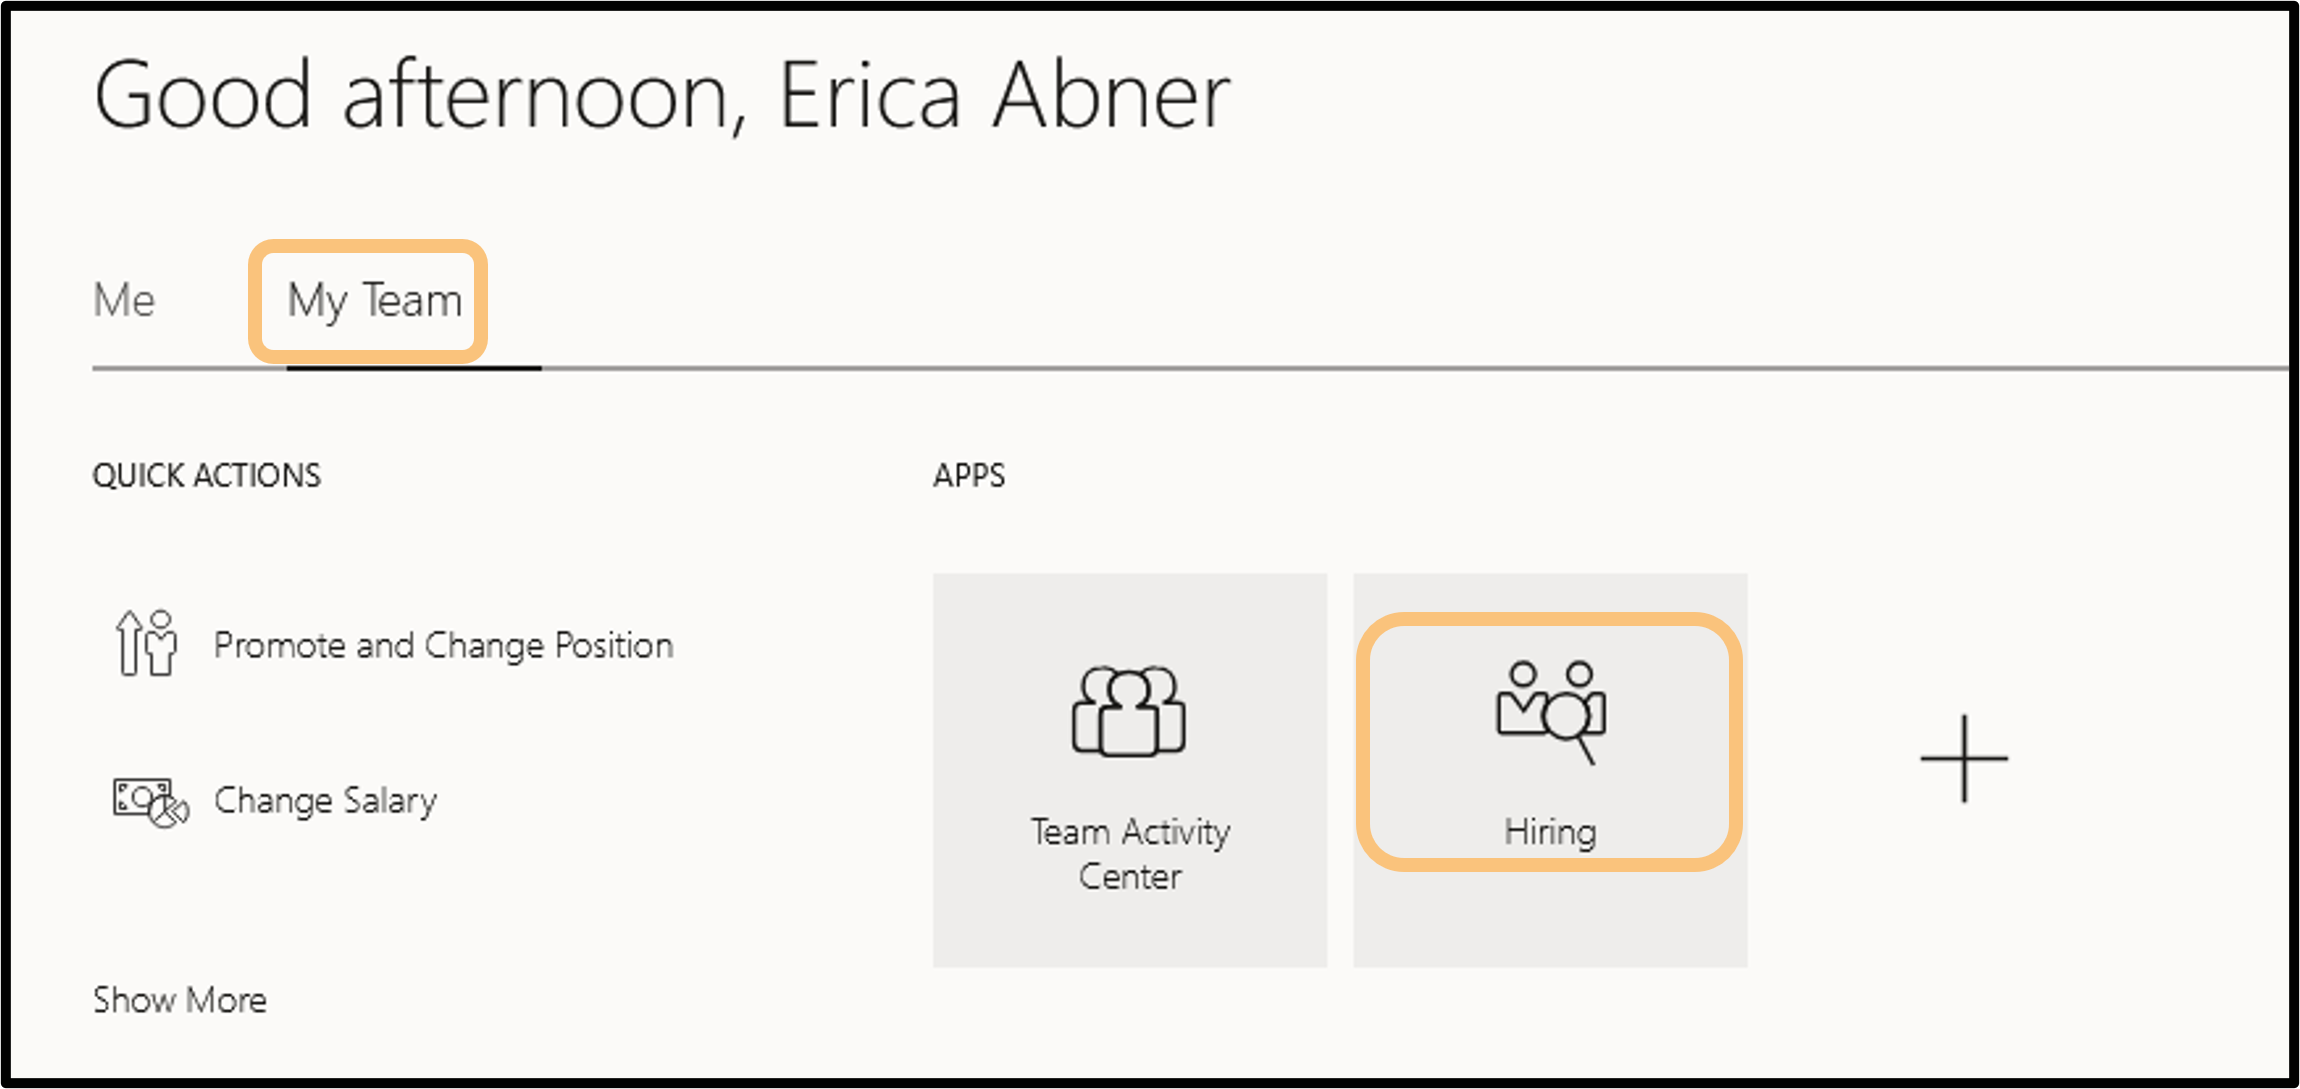 Good afternoon, Erica Abner
Me
My Team
QUICK ACTIONS
Promote and Change Position
Change Salary
Show More
APPS
Team Activity
Center
Hiring